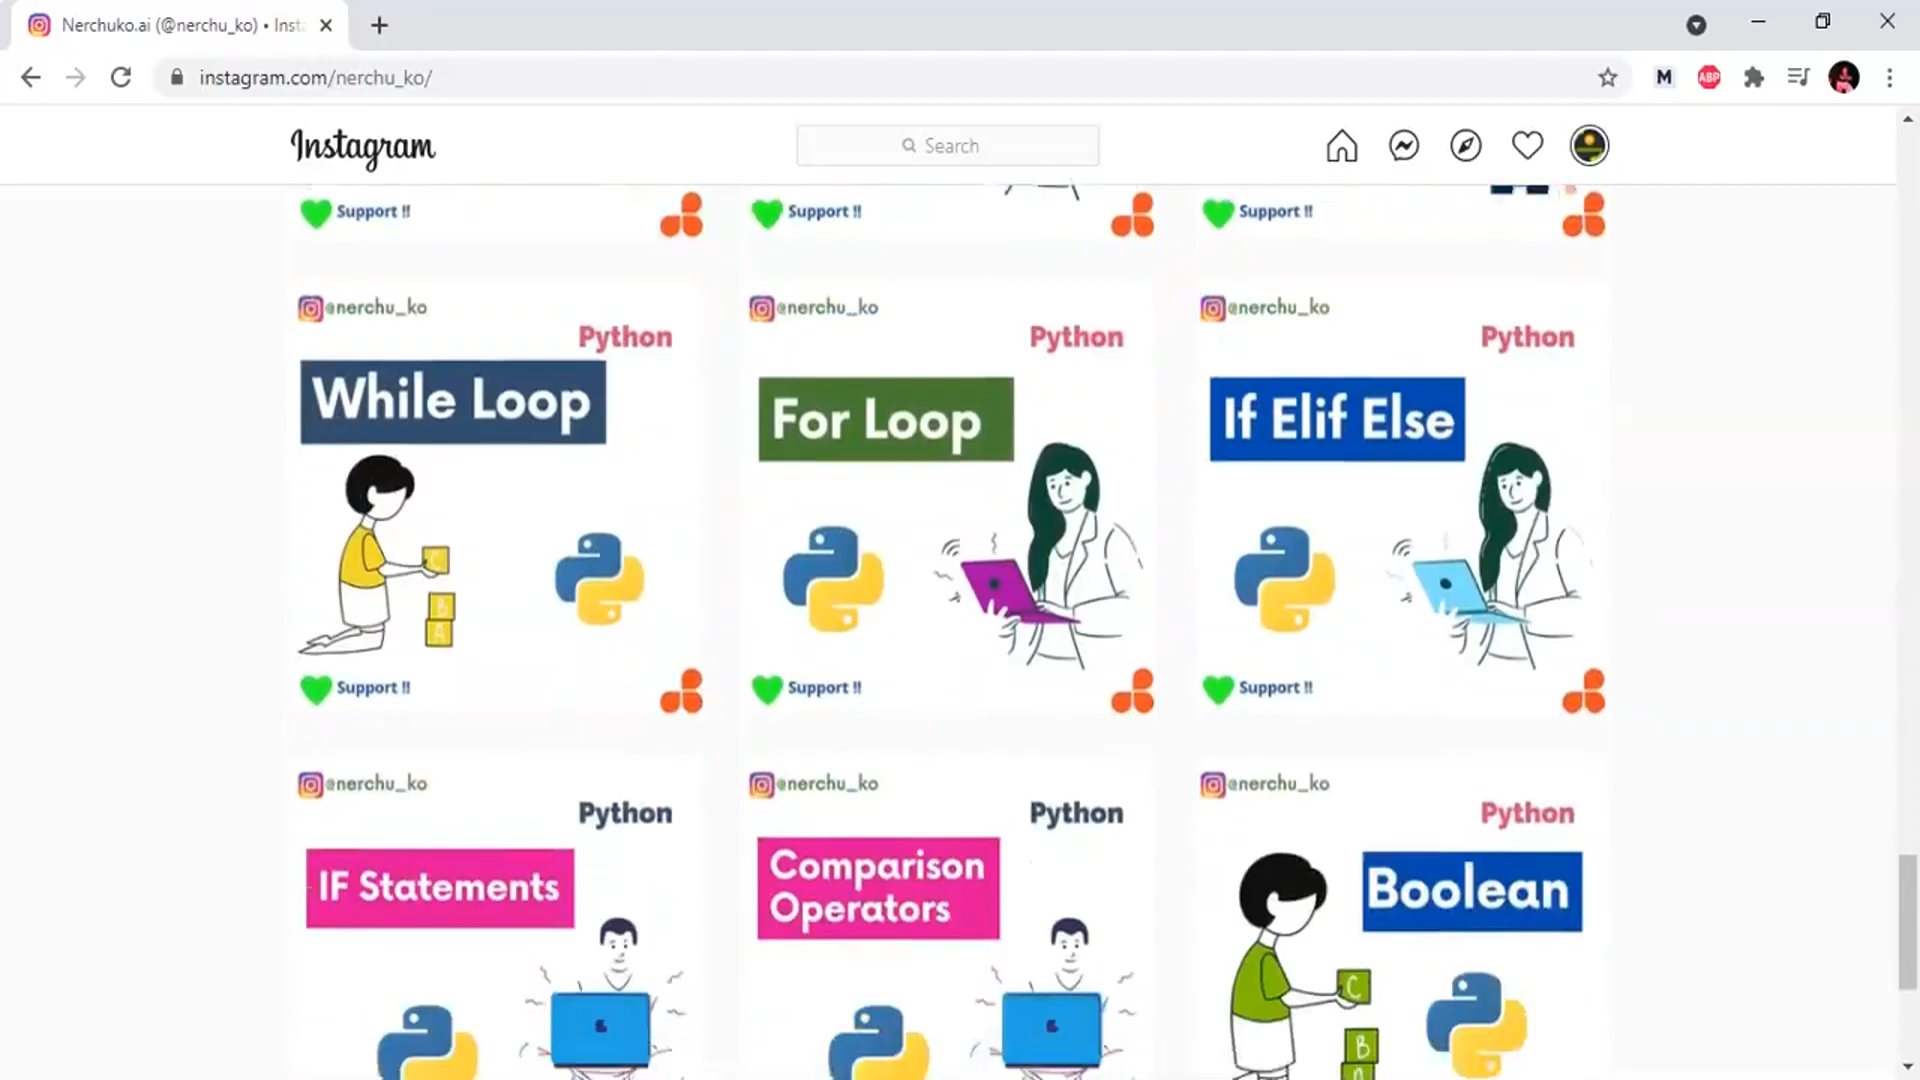 Nerchuko.ai (@nerchu_ko) • Insta
instagram.com/nerchu_ko/
M
ABP
Instagram
Search
Support !!
Support !!
Support !!
@nerchu_ko
Python
While Loop
C
B
A
Support !!
@nerchu_ko
Python
For Loop
Support !!
@nerchu_ko
Python
If Elif Else
Support !!
@nerchu_ko
Python
IF Statements
@nerchu_ko
Python
Comparison
Operators
@nerchu_ko
Python
Boolean
C
B